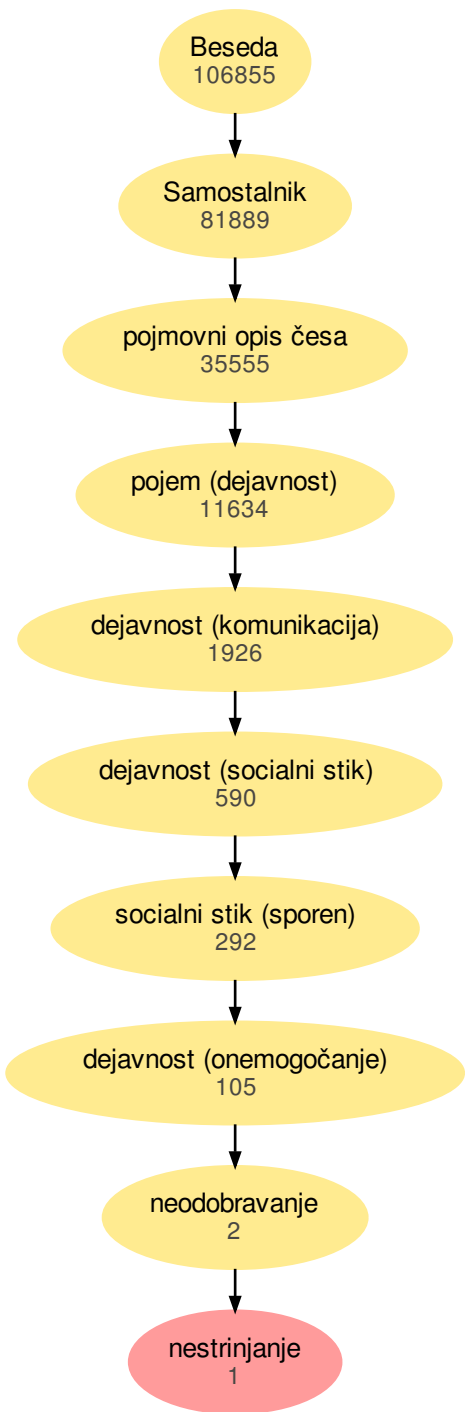 Beseda
106855
Samostalnik
81889
pojmovni opis česa
35555
pojem (dejavnost)
11634
dejavnost (komunikacija)
1926
dejavnost (socialni stik)
590
socialni stik (sporen)
292
dejavnost (onemogočanje)
105
neodobravanje
2
nestrinjanje
1